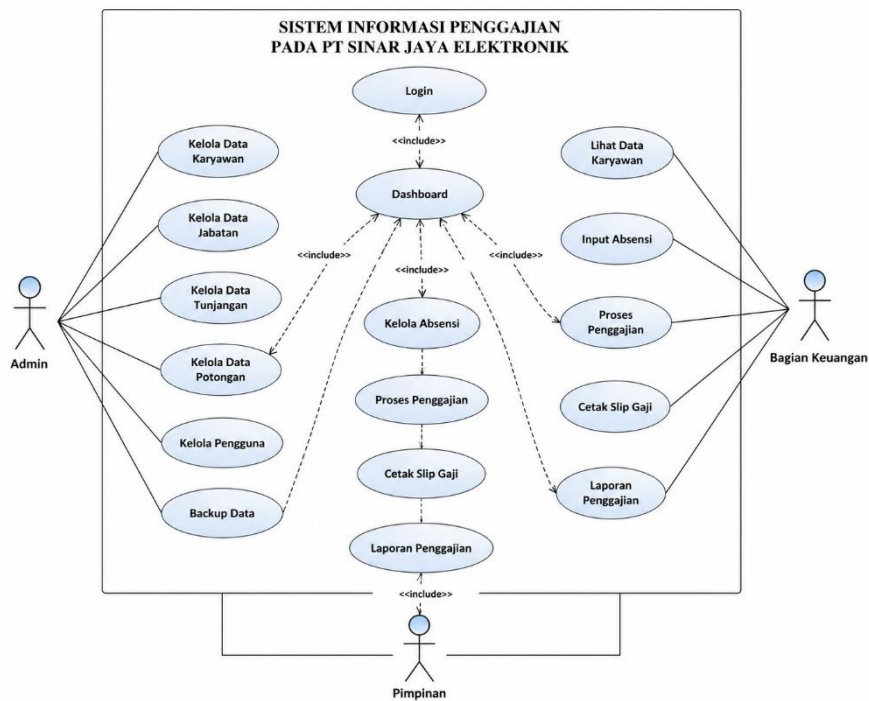 SISTEM INFORMASI PENGGAJIAN
PADA PT SINAR JAYA ELEKTRONIK
Login
<<include>>
Dashboard
Kelola Data
Karyawan
Kelola Data
Jabatan
Kelola Data
Tunjangan
Kelola Data
Potongan
Kelola Pengguna
Backup Data
Admin
<<include>>
<<include>>
<<include>>
Kelola Absensi
Proses Penggajian
Cetak Slip Gaji
Laporan Penggajian
<<include>>
Pimpinan
Lihat Data
Karyawan
Input Absensi
Proses
Penggajian
Cetak Slip Gaji
Laporan
Penggajian
Bagian Keuangan